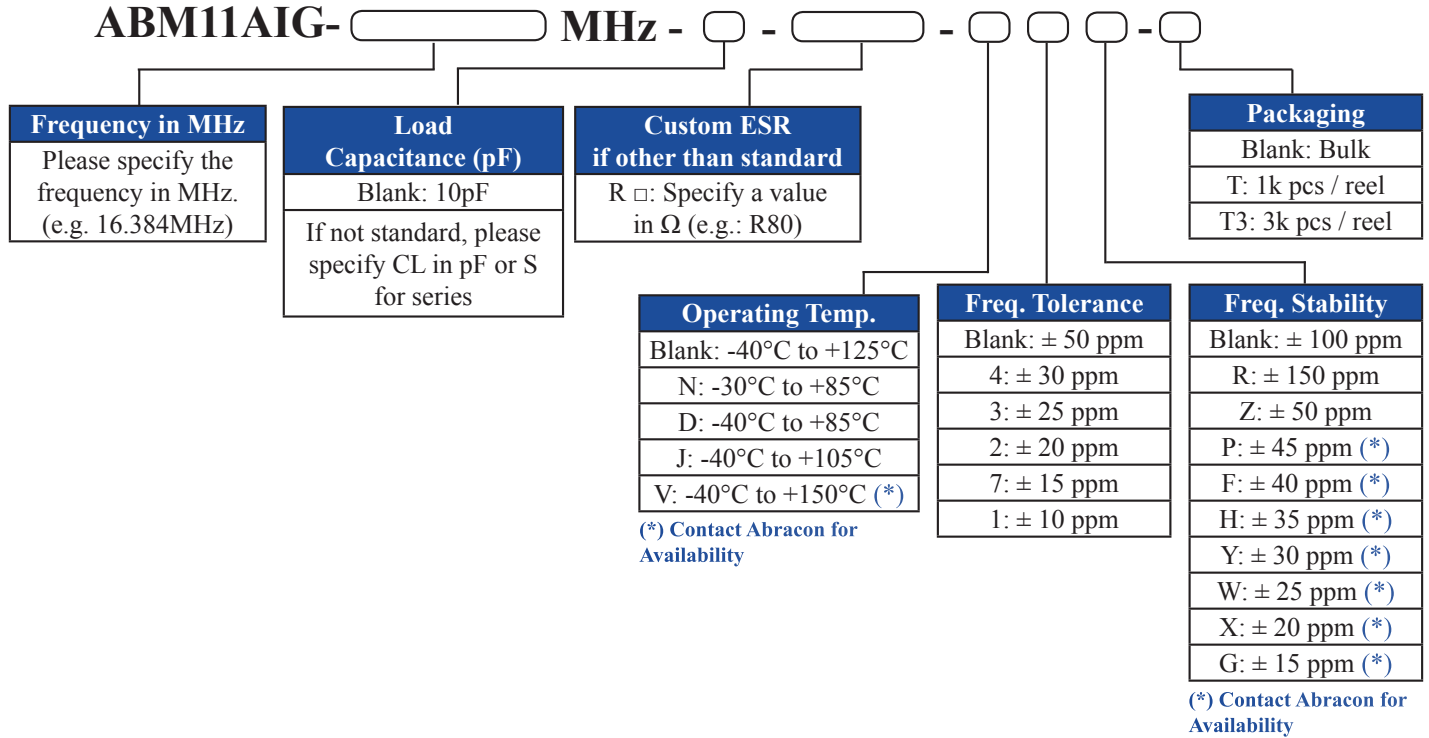 ABM11AIG- MHz - - - -
Frequency in MHz
Please specify the
frequency in MHz.
(e.g. 16.384MHz)
Load
Capacitance (pF)
Blank: 10pF
If not standard, please
specify CL in pF or S
for series
Custom ESR
if other than standard
R □: Specify a value
in Ω (e.g.: R80)
Operating Temp.
Blank: -40°C to +125°C
N: -30°C to +85°C
D: -40°C to +85°C
J: -40°C to +105°C
V: -40°C to +150°C (*)
(*) Contact Abracon for
Availability
Freq. Tolerance
Blank: ± 50 ppm
4: ± 30 ppm
3: ± 25 ppm
2: ± 20 ppm
7: ± 15 ppm
1: ± 10 ppm
Freq. Stability
Blank: ± 100 ppm
R: ± 150 ppm
Z: ± 50 ppm
P: ± 45 ppm (*)
F: ± 40 ppm (*)
H: ± 35 ppm (*)
Y: ± 30 ppm (*)
W: ± 25 ppm (*)
X: ± 20 ppm (*)
G: ± 15 ppm (*)
(*) Contact Abracon for
Availability
Packaging
Blank: Bulk
T: 1k pcs / reel
T3: 3k pcs / reel